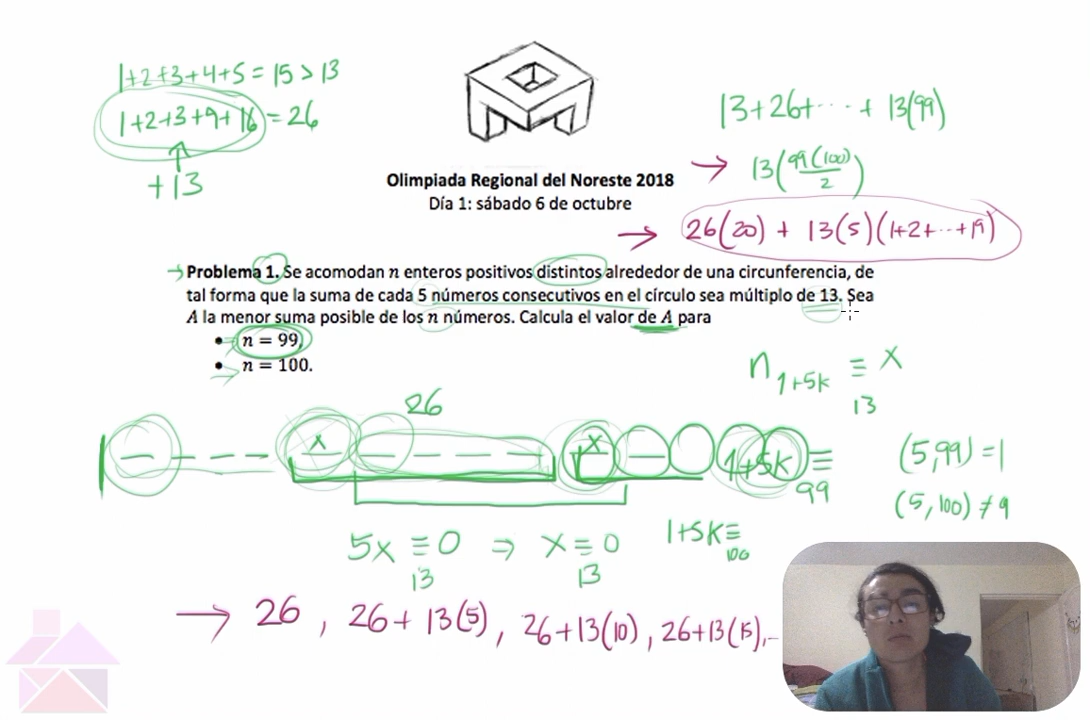 1+2+3+4+5=15>13
1+2+3+9+16=26
+13
13+26+···+13(99)
→ 13(99(100)/2)
→ 26(20) + 13(5)(1+2+···+19)
Olimpiada Regional del Noreste 2018
Día 1: sábado 6 de octubre
→ Problema 1. Se acomodan n enteros positivos distintos alrededor de una circunferencia, de
tal forma que la suma de cada 5 números consecutivos en el círculo sea múltiplo de 13. Sea
A la menor suma posible de los n números. Calcula el valor de A para
• n = 99,
• n = 100.
n 1+5k ≡ x
13
26
x
x
1+5k ≡
99
(5,99)=1
(5,100)≠9
5x ≡ 0 ⇒ x ≡ 0
13 13
1+5k≡
100
→ 26, 26+13(5), 26+13(10), 26+13(15),...